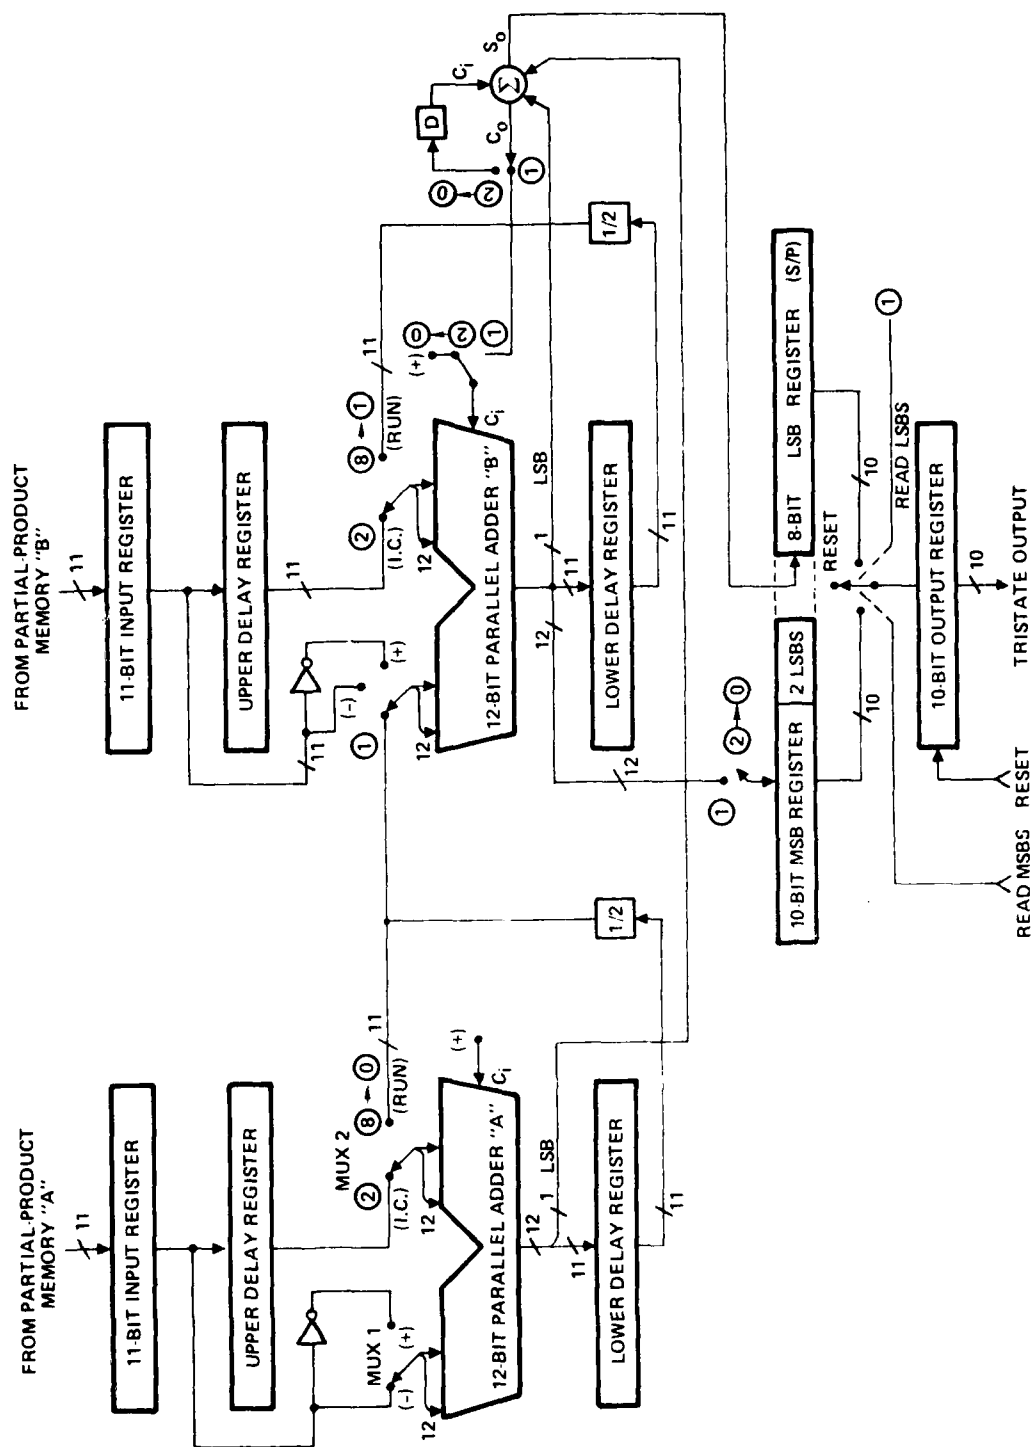 FROM PARTIAL-PRODUCT
MEMORY "A"
11
11-BIT INPUT REGISTER
UPPER DELAY REGISTER
MUX 1
(-)
(+)
12
MUX 2
2
(I.C.)
8 → 0
(RUN)
11
12
12-BIT PARALLEL ADDER "A"
Ci
(+)
12
1
LSB
11
LOWER DELAY REGISTER
11
1/2
FROM PARTIAL-PRODUCT
MEMORY "B"
11
11-BIT INPUT REGISTER
UPPER DELAY REGISTER
11
11
(-)
(+)
1
12
2
(I.C.)
8 → 1
(RUN)
11
12
12-BIT PARALLEL ADDER "B"
Ci
(+)
2 → 0
1
12
1
LSB
11
LOWER DELAY REGISTER
11
1/2
D
Ci
Σ
So
Co
2 → 0
1
12
1
2 → 0
10-BIT MSB REGISTER
2 LSBS
8-BIT LSB REGISTER (S/P)
10
RESET
10
READ LSBS
1
10-BIT OUTPUT REGISTER
10
READ MSBS
RESET
TRISTATE OUTPUT